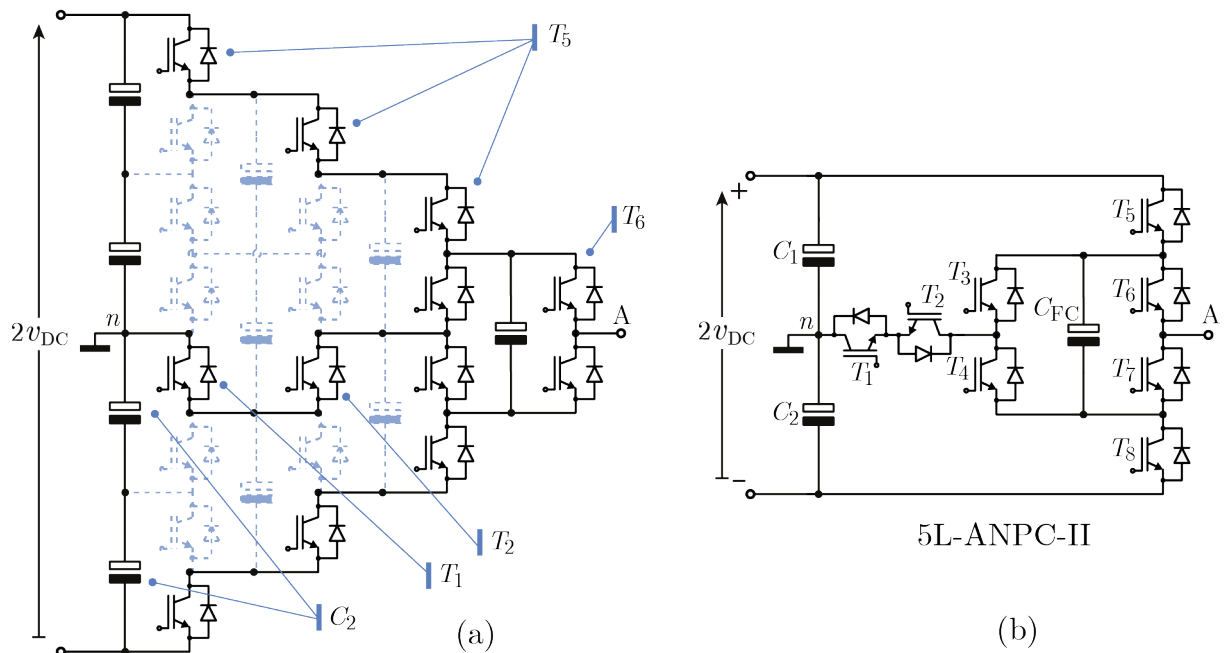 T5
T6
n
2vDC
A
T2
T1
C2
(a)
+
T5
C1
T3
T6
CFC
T2
n
A
2vDC
T1
T4
T7
C2
T8
−
5L-ANPC-II
(b)